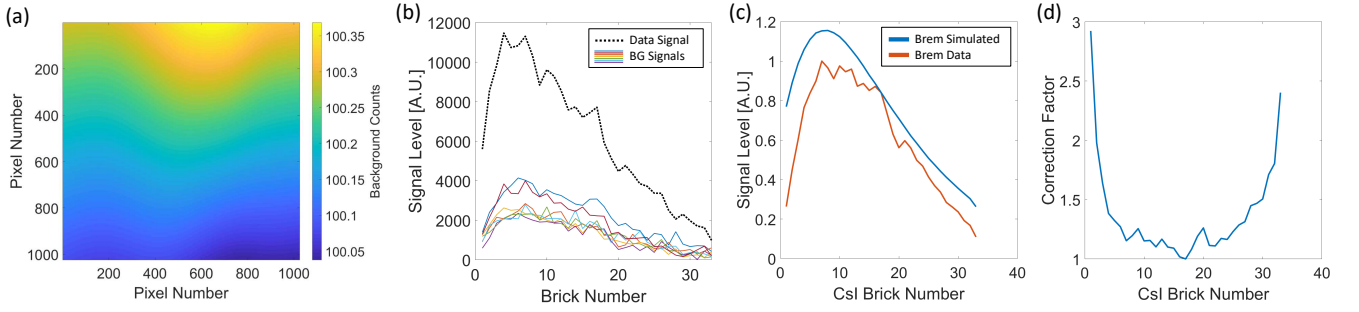 (a)
200
400
600
800
1000
Pixel Number
200 400 600 800 1000
Pixel Number
100.35
100.3
100.25
100.2
100.15
100.1
100.05
Background Counts
(b)
12000
10000
8000
6000
4000
2000
0
Signal Level [A.U.]
Data Signal
BG Signals
0 10 20 30
Brick Number
(c)
1.2
1
0.8
0.6
0.4
0.2
0
Signal Level [A.U.]
Brem Simulated
Brem Data
0 10 20 30 40
CsI Brick Number
(d)
3
2.5
2
1.5
1
Correction Factor
0 10 20 30 40
CsI Brick Number